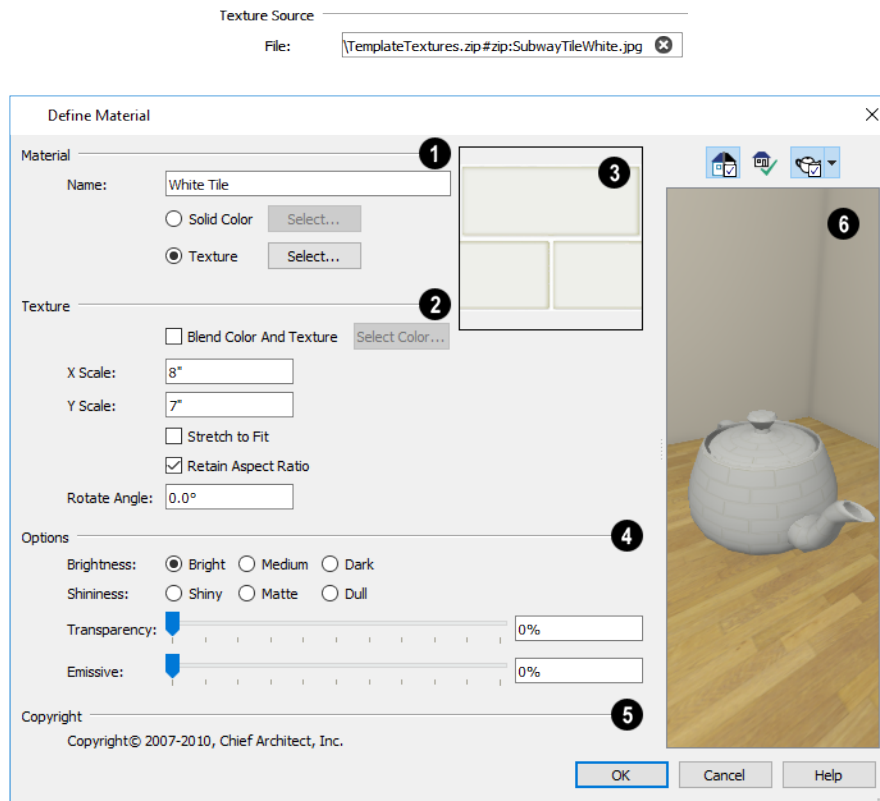 Texture Source
File: \TemplateTextures.zip#zip:SubwayTileWhite.jpg
Define Material
Material 1
Name: White Tile
Solid Color Select...
Texture Select...
3
6
Texture 2
Blend Color And Texture Select Color...
X Scale: 8"
Y Scale: 7"
Stretch to Fit
Retain Aspect Ratio
Rotate Angle: 0.0°
Options 4
Brightness: Bright Medium Dark
Shininess: Shiny Matte Dull
Transparency: 0%
Emissive: 0%
Copyright 5
Copyright© 2007-2010, Chief Architect, Inc.
OK Cancel Help